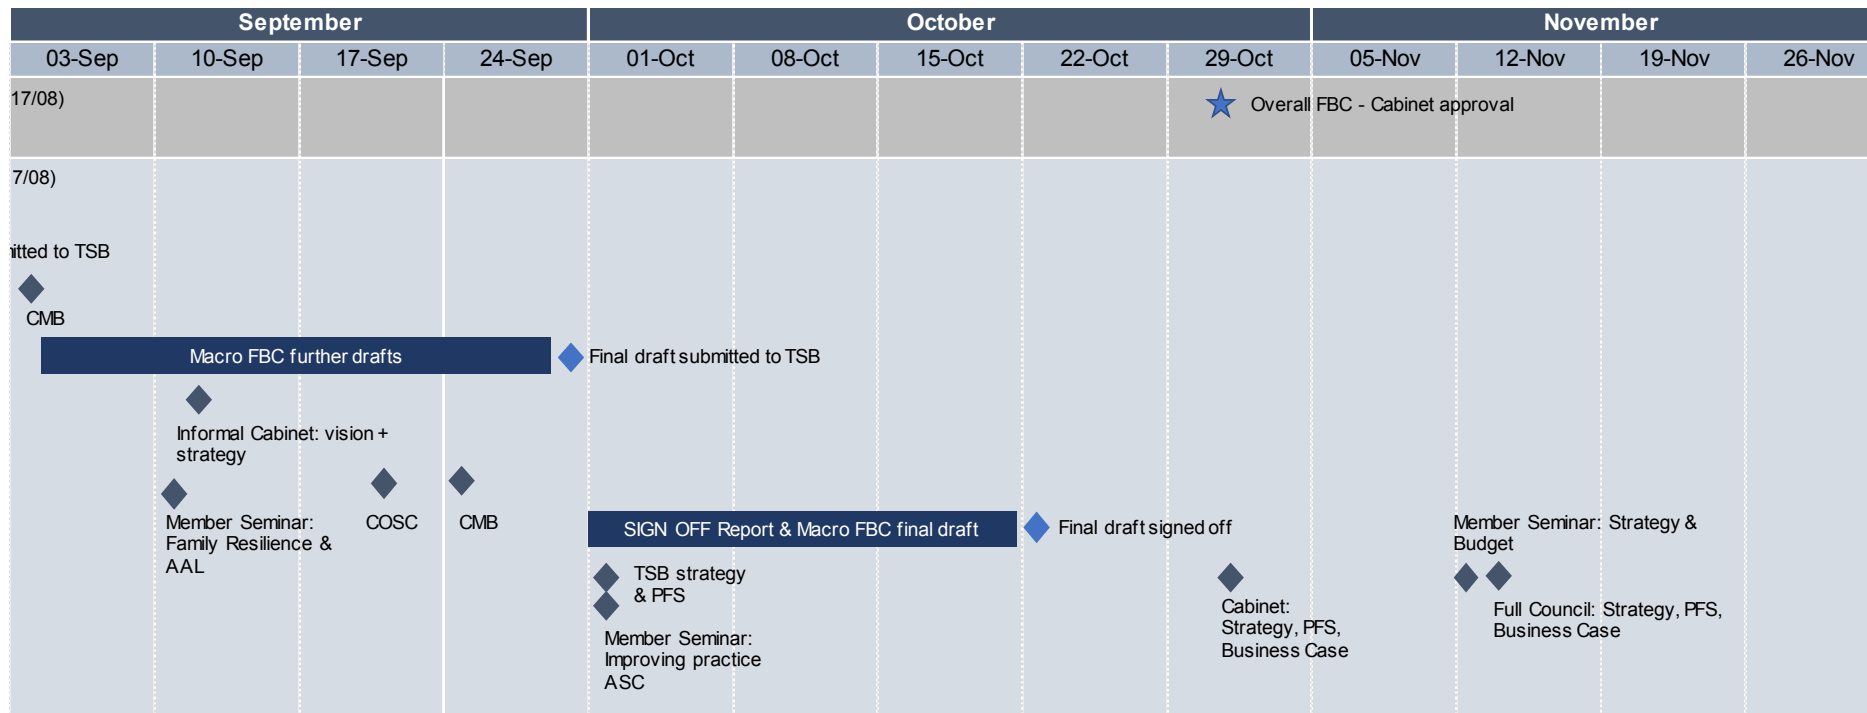 September
October
November
03-Sep
10-Sep
17-Sep
24-Sep
01-Oct
08-Oct
15-Oct
22-Oct
29-Oct
05-Nov
12-Nov
19-Nov
26-Nov
17/08)
Overall FBC - Cabinet approval
7/08)
itted to TSB
CMB
Macro FBC further drafts
Final draft submitted to TSB
Informal Cabinet: vision +
strategy
Member Seminar:
Family Resilience &
AAL
COSC
CMB
SIGN OFF Report & Macro FBC final draft
Final draft signed off
TSB strategy
& PFS
Member Seminar:
Improving practice
ASC
Cabinet:
Strategy, PFS,
Business Case
Member Seminar: Strategy &
Budget
Full Council: Strategy, PFS,
Business Case